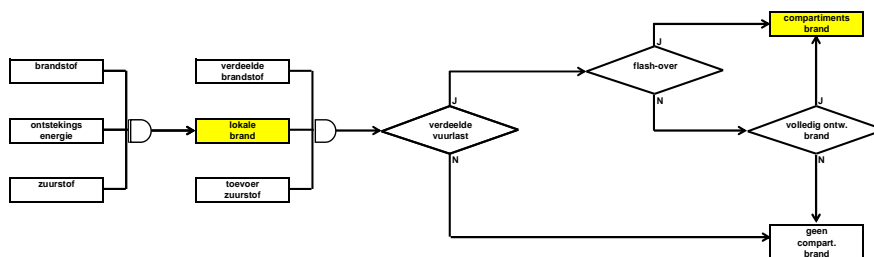 brandstof
ontstekings
energie
zuurstof
verdeelde
brandstof
lokale
brand
toevoer
zuurstof
verdeelde
vuurlast
J
N
flash-over
J
N
compartiments
brand
volledig ontw.
brand
J
N
geen
compart.
brand